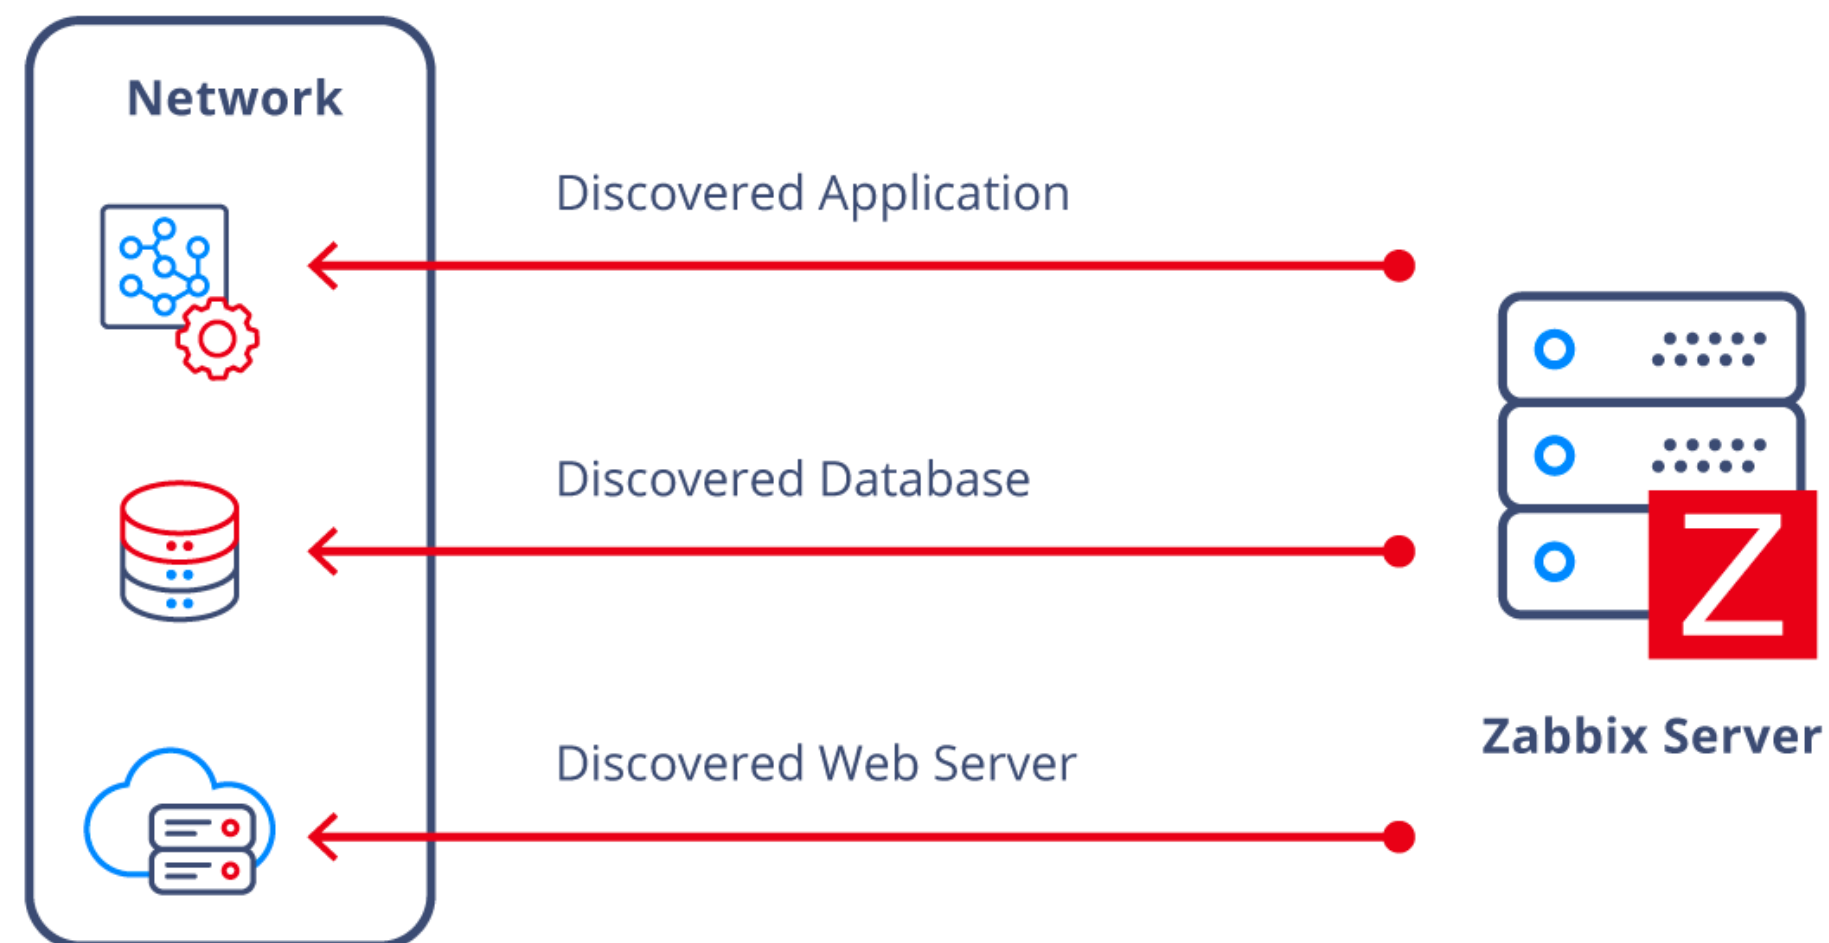 Network
Discovered Application
Discovered Database
Z
Discovered Web Server
Zabbix Server